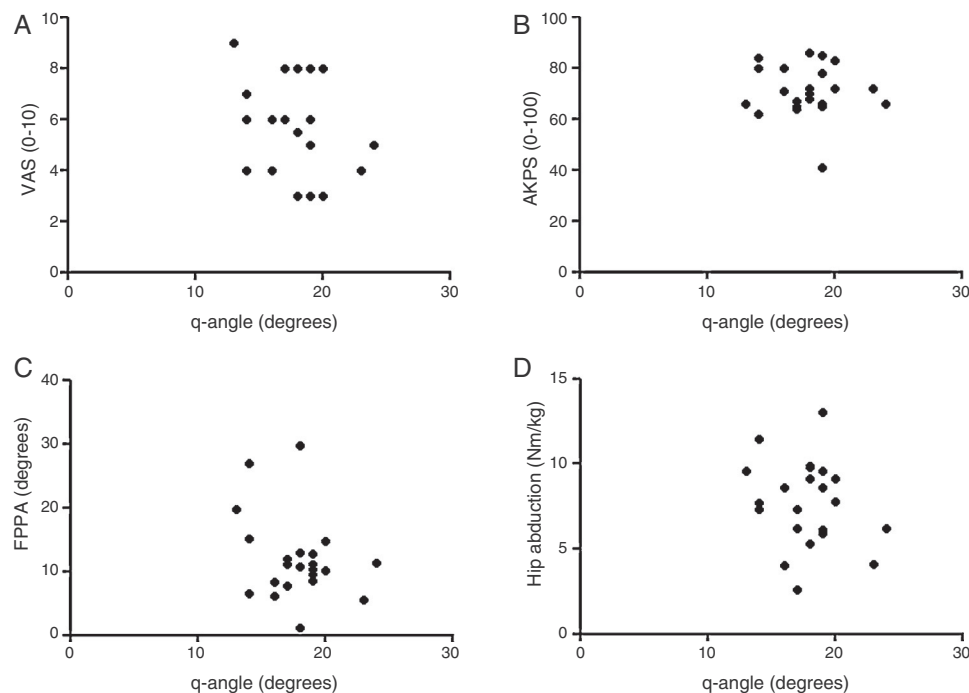 A
VAS (0-10)
10
8
6
4
2
0
0 10 20 30
q-angle (degrees)
B
AKPS (0-100)
100
80
60
40
20
0
0 10 20 30
q-angle (degrees)
C
FPPA (degrees)
40
30
20
10
0
0 10 20 30
q-angle (degrees)
D
Hip abduction (Nm/kg)
15
10
5
0
0 10 20 30
q-angle (degrees)